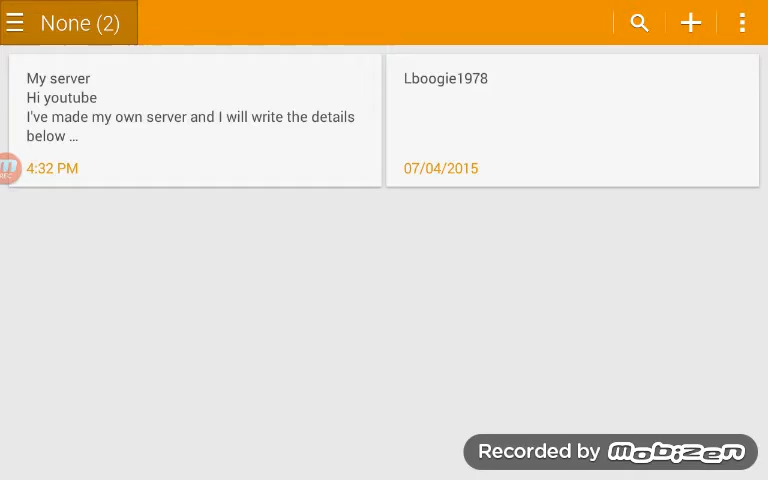 None (2)
My server
Hi youtube
I've made my own server and I will write the details
below ...
4:32 PM
Lboogie1978
07/04/2015
REC
Recorded by mobizen